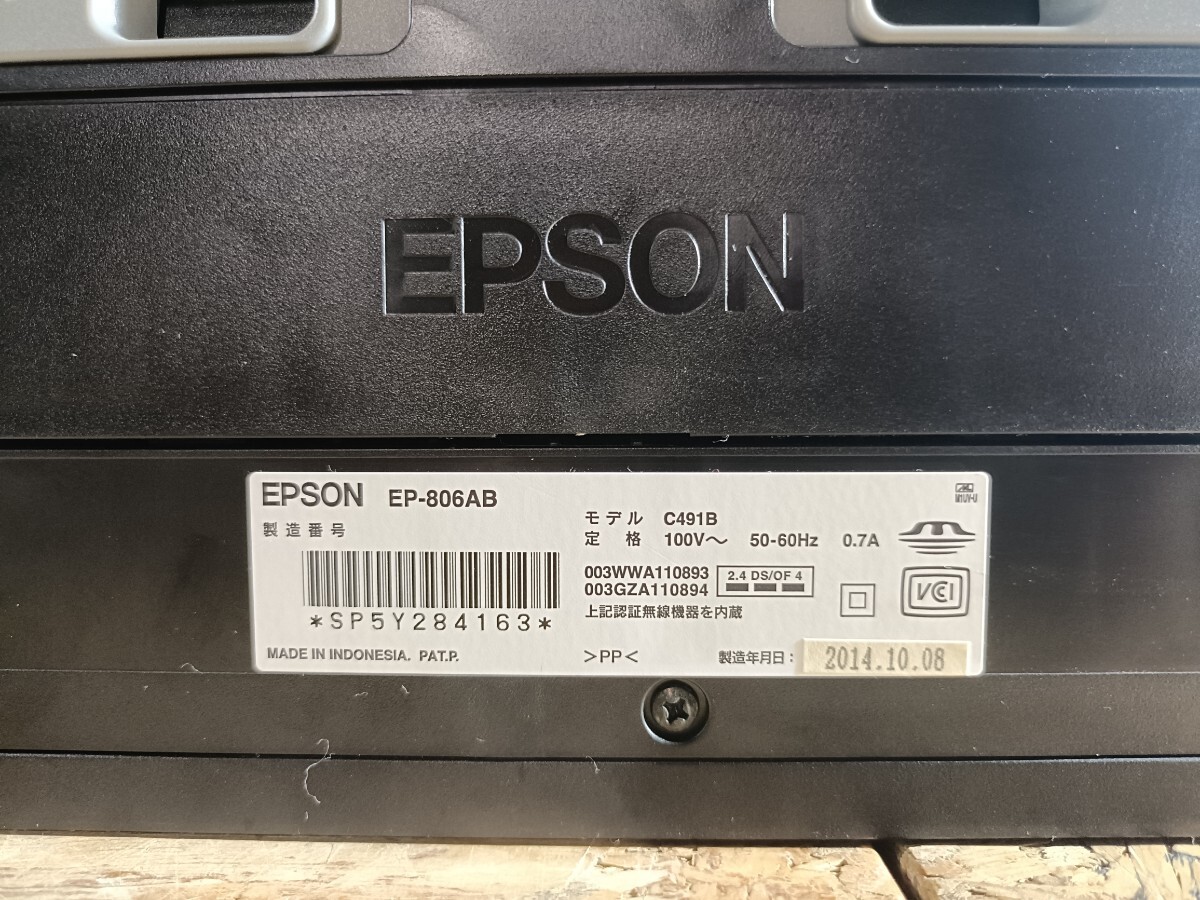 EPSON
EPSON EP-806AB
製造番号
*SP5Y284163*
MADE IN INDONESIA. PAT.P.
モデル C491B
定格 100V～ 50-60Hz 0.7A
003WWA110893
003GZA110894
2.4 DS/OF 4
上記認証無線機器を内蔵
>PP<
製造年月日： 2014.10.08
M1UY-U
VCCI